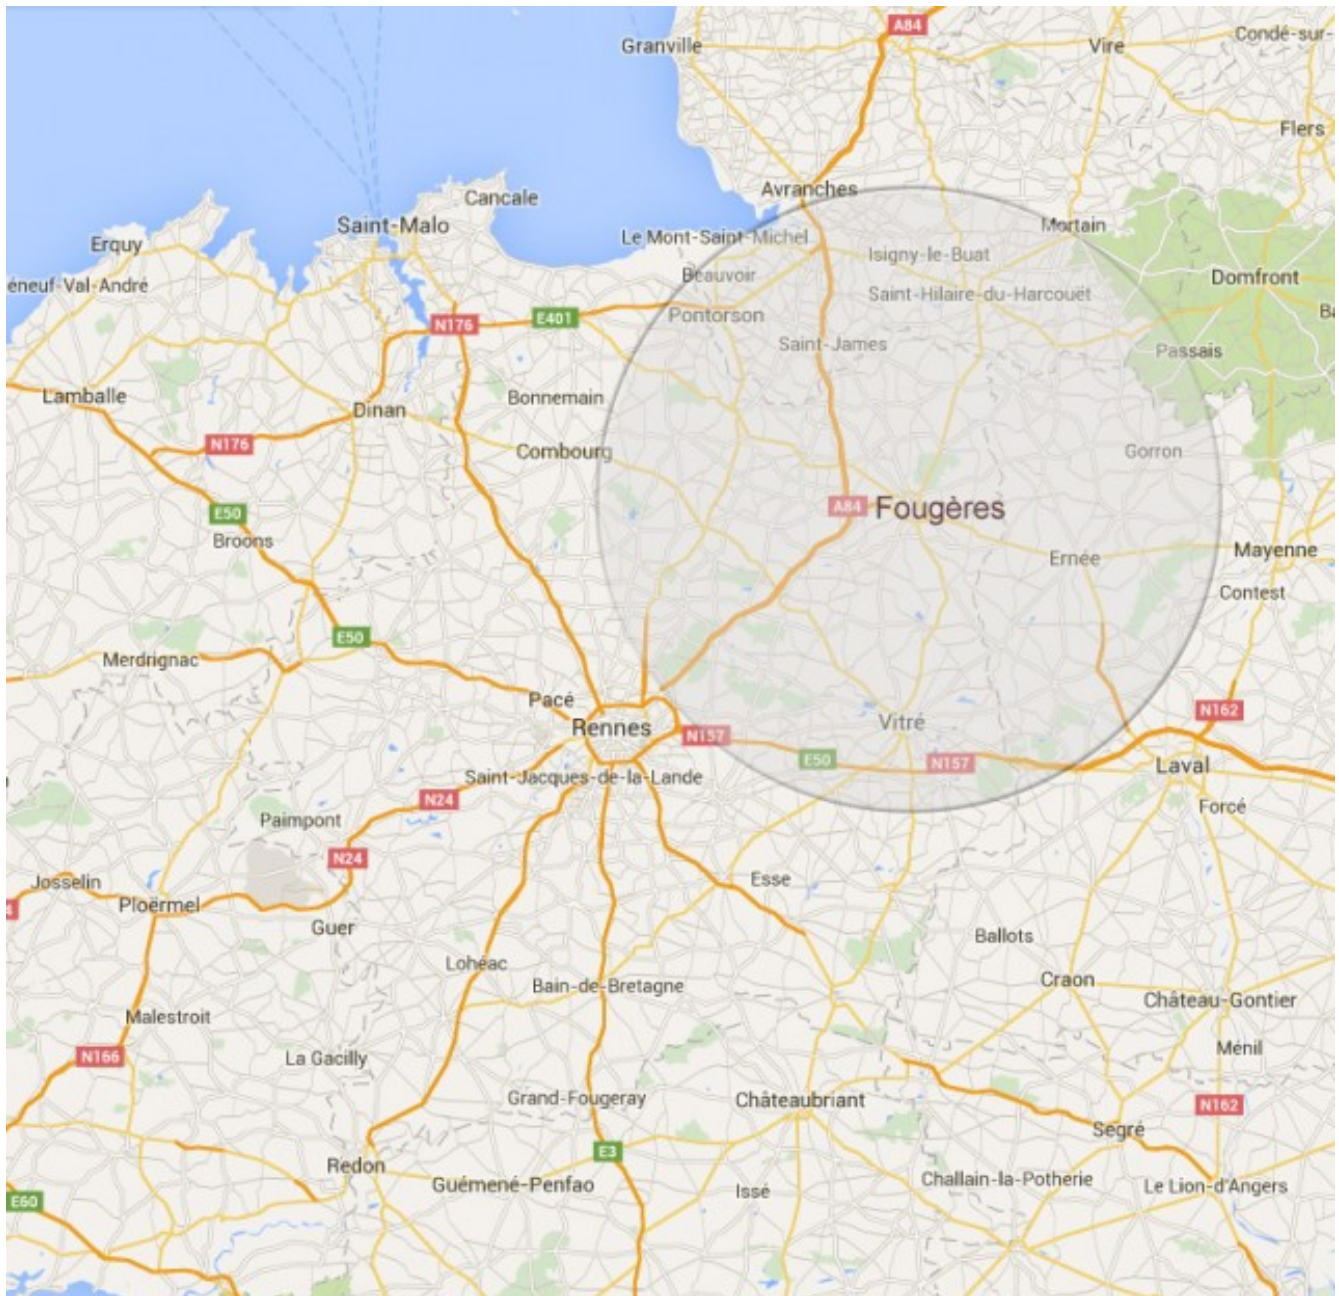 A84
Granville
Vire
Condé-sur-
Flers
Avranches
Cancale
Saint-Malo
Mortain
Erquy
Le Mont-Saint-Michel
Isigny-le-Buat
Beauvoir
Domfront
éneuf-Val-André
Saint-Hilaire-du-Harcouët
Ba
Pontorson
E401
N176
Saint-James
Passais
Lamballe
Bonnemain
Dinan
N176
Combourg
Gorron
A84
Fougères
E50
Broons
Mayenne
Ernée
Contest
E50
Merdrignac
Pacé
N162
Vitré
Rennes
N157
E50
N157
Laval
Saint-Jacques-de-la-Lande
N24
Forcé
Paimpont
N24
Esse
Josselin
Ploërmel
4
Guer
Ballots
Lohéac
Craon
Bain-de-Bretagne
Château-Gontier
Malestroit
Ménil
N166
La Gacilly
Grand-Fougeray
Châteaubriant
N162
Segré
E3
Redon
Challain-la-Potherie
Guémené-Penfao
Le Lion-d'Angers
Issé
E60